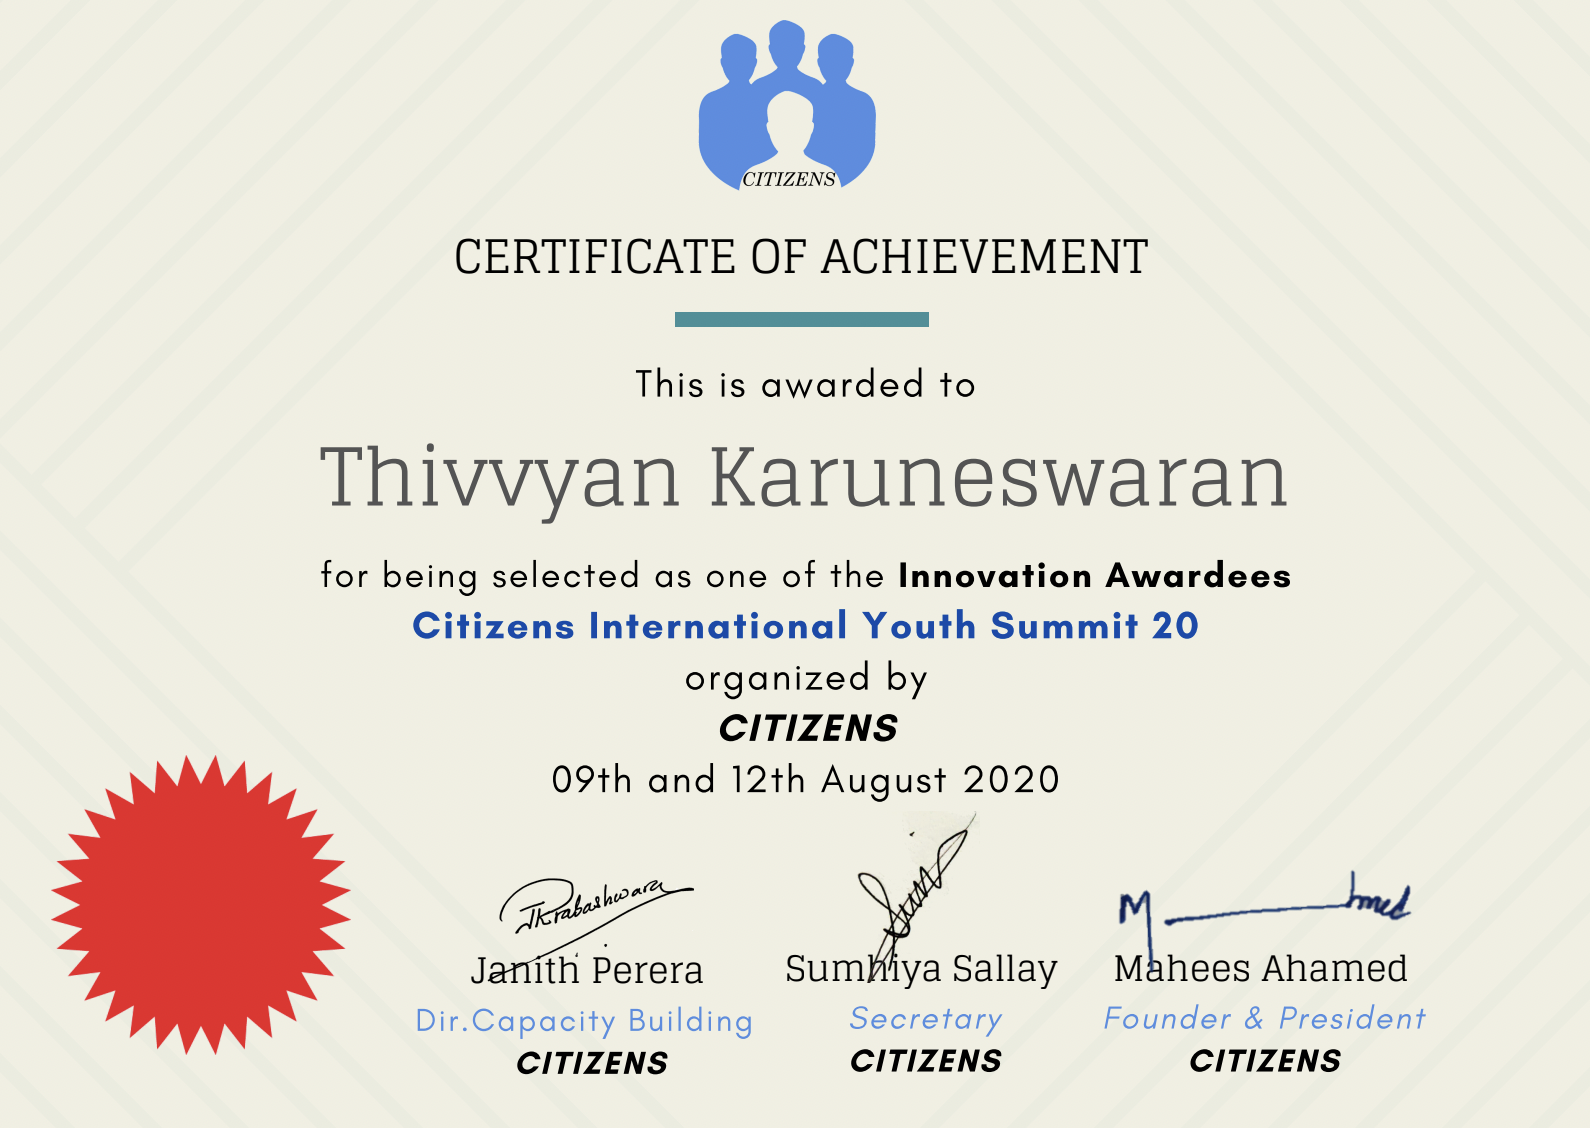 CITIZENS
CERTIFICATE OF ACHIEVEMENT
This is awarded to
Thivvyan Karuneswaran
for being selected as one of the Innovation Awardees
Citizens International Youth Summit 20
organized by
CITIZENS
09th and 12th August 2020
Janith Perera
Dir.Capacity Building
CITIZENS
Sumhiya Sallay
Secretary
CITIZENS
Mahees Ahamed
Founder & President
CITIZENS